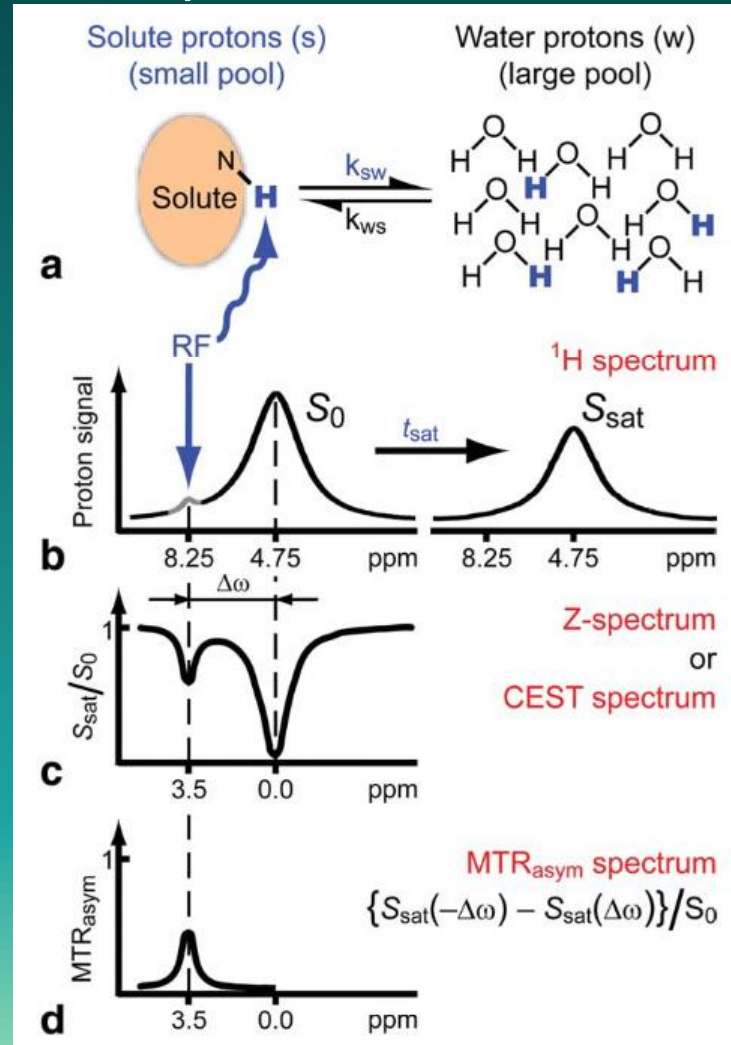 Solute protons (s)
(small pool)
Water protons (w)
(large pool)
N
H
Solute
k_sw
k_ws
O
H H
O
H H
O
H H
O
H H
O
H H
O
H H
O
H H
O
H H
a
RF
¹H spectrum
Proton signal
S₀
t_sat
S_sat
8.25 4.75 ppm
8.25 4.75 ppm
b
Δω
1
S_sat/S₀
Z-spectrum
or
CEST spectrum
3.5 0.0 ppm
c
1
MTR_asym
MTR_asym spectrum
{S_sat(−Δω) − S_sat(Δω)}/S₀
3.5 0.0 ppm
d